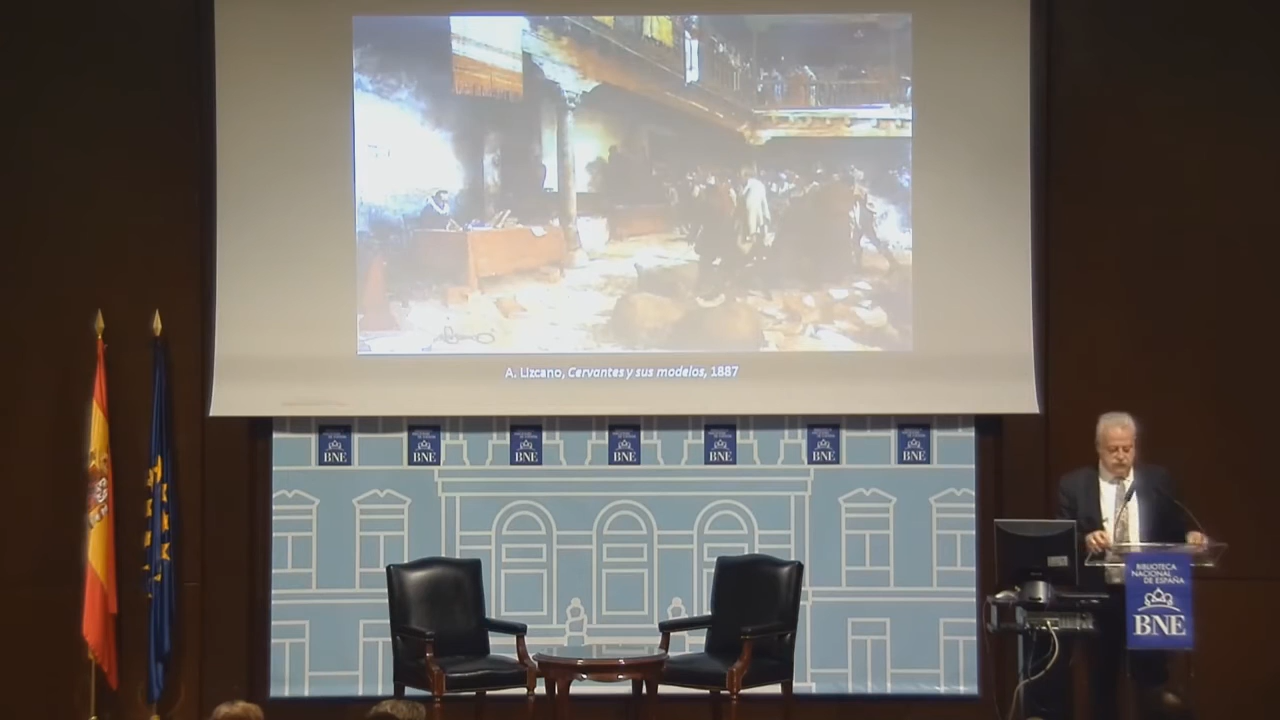 A. Lizcano, Cervantes y sus modelos, 1887
BNE
BNE
BNE
BNE
BNE
BNE
BNE
BIBLIOTECA
NACIONAL
DE ESPAÑA
BNE